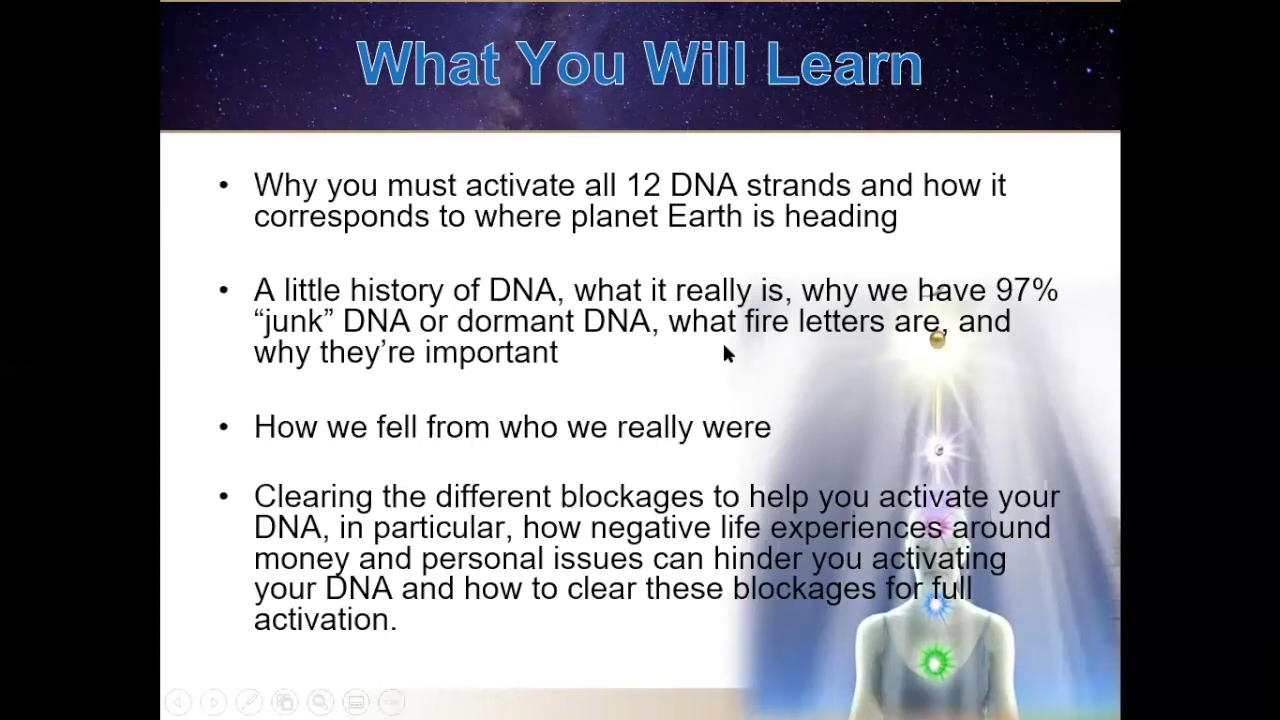 What You Will Learn
• Why you must activate all 12 DNA strands and how it
corresponds to where planet Earth is heading
• A little history of DNA, what it really is, why we have 97%
“junk” DNA or dormant DNA, what fire letters are, and
why they’re important
• How we fell from who we really were
• Clearing the different blockages to help you activate your
DNA, in particular, how negative life experiences around
money and personal issues can hinder you activating
your DNA and how to clear these blockages for full
activation.